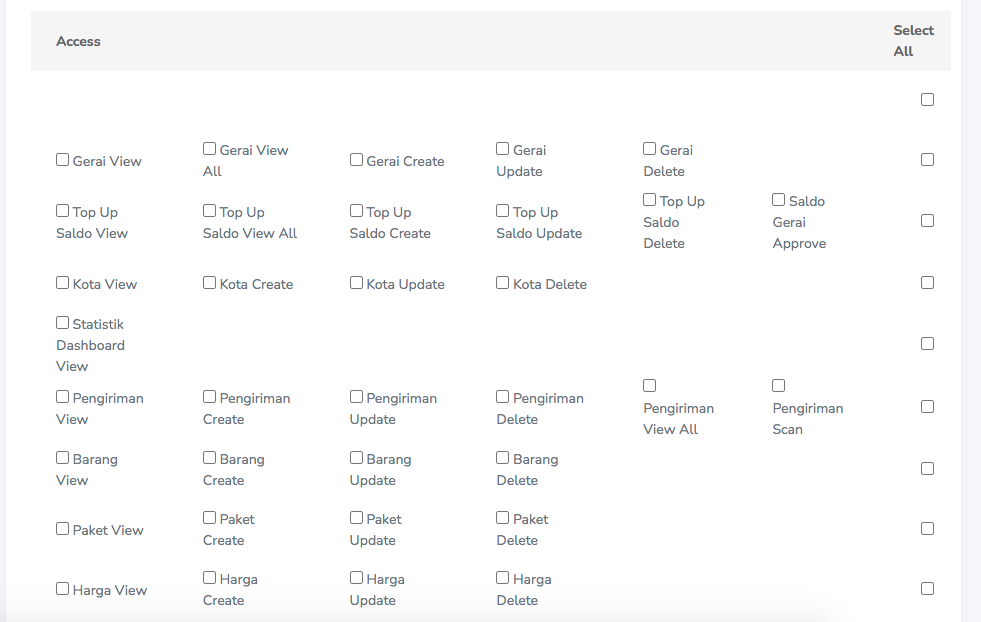 Access
Select
All
Gerai View
Gerai View
All
Gerai Create
Gerai
Update
Gerai
Delete
Top Up
Saldo View
Top Up
Saldo View All
Top Up
Saldo Create
Top Up
Saldo Update
Top Up
Saldo
Delete
Saldo
Gerai
Approve
Kota View
Kota Create
Kota Update
Kota Delete
Statistik
Dashboard
View
Pengiriman
View
Pengiriman
Create
Pengiriman
Update
Pengiriman
Delete
Pengiriman
View All
Pengiriman
Scan
Barang
View
Barang
Create
Barang
Update
Barang
Delete
Paket View
Paket
Create
Paket
Update
Paket
Delete
Harga View
Harga
Create
Harga
Update
Harga
Delete